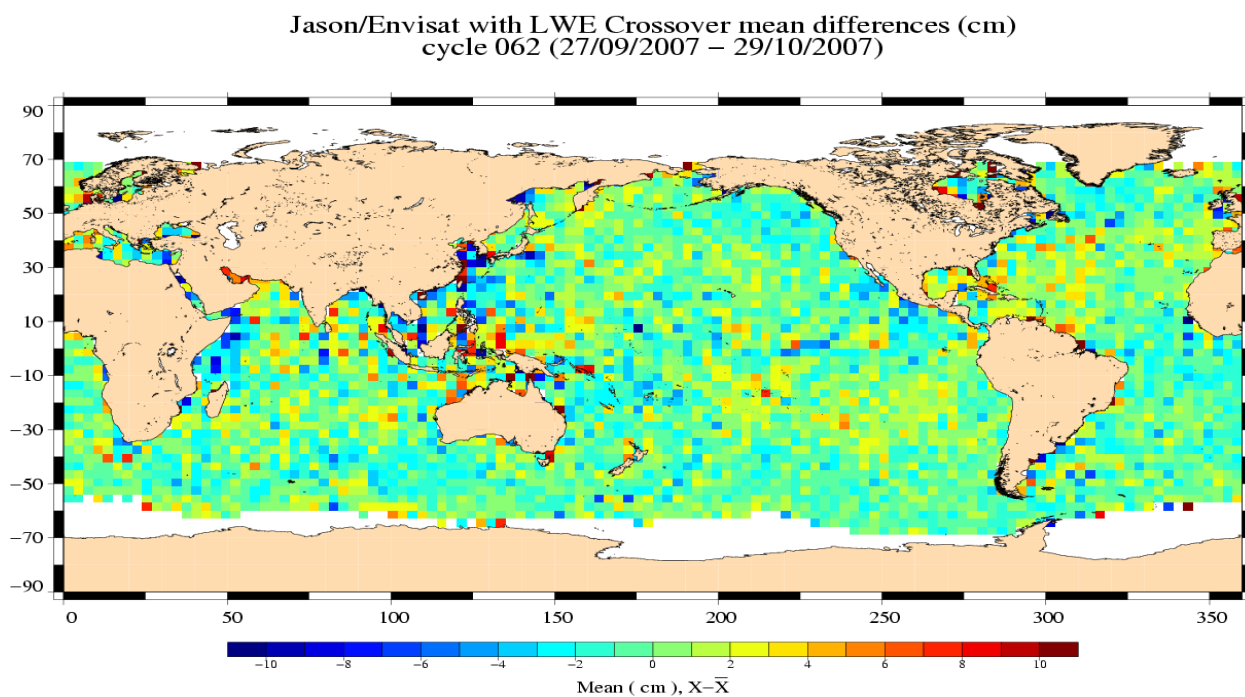 Jason/Envisat with LWE Crossover mean differences (cm)
cycle 062 (27/09/2007 − 29/10/2007)
90
70
50
30
10
−10
−30
−50
−70
−90
0 50 100 150 200 250 300 350
−10 −8 −6 −4 −2 0 2 4 6 8 10
Mean ( cm ), X−X̅